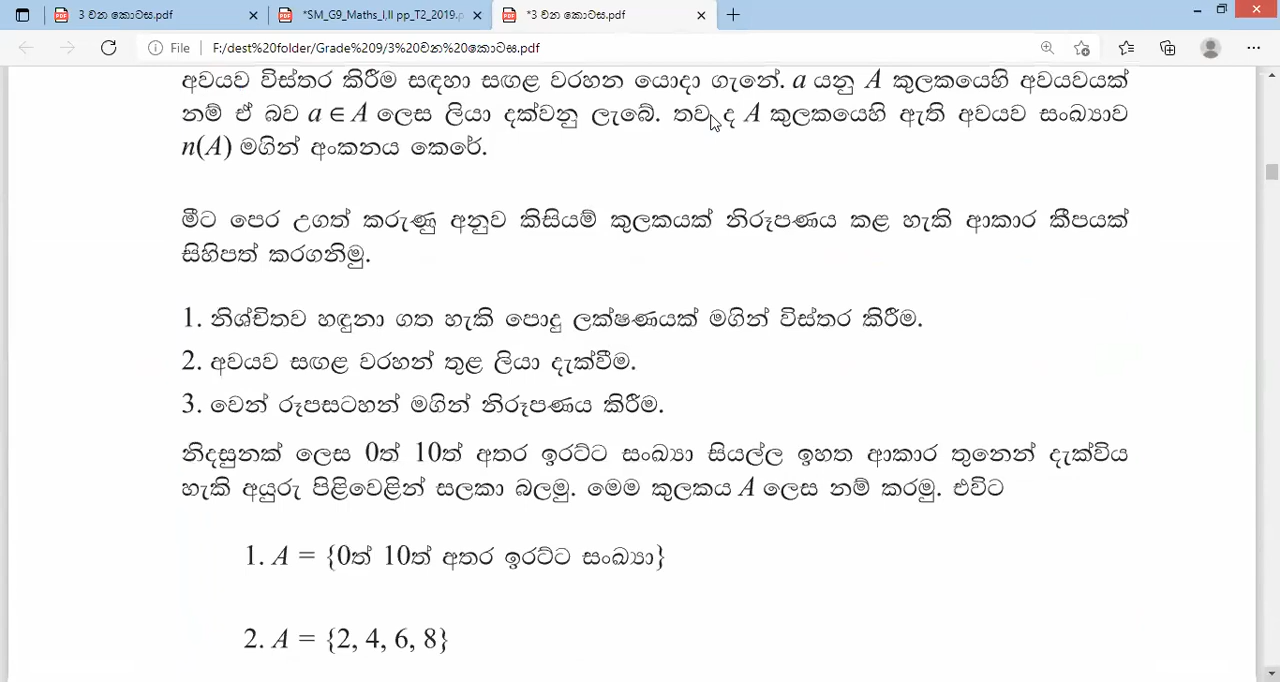 3 වන කොටස.pdf
*SM_G9_Maths_I,II pp_T2_2019.p
*3 වන කොටස.pdf
File
F:/dest%20folder/Grade%209/3%20වන%20කොටස.pdf
අවයව විස්තර කිරීම සඳහා සඟළ වරහන යොදා ගැනේ. a යනු A කුලකයෙහි අවයවයක්
නම් ඒ බව a ∈ A ලෙස ලියා දක්වනු ලැබේ. තව ද A කුලකයෙහි ඇති අවයව සංඛ්‍යාව
n(A) මගින් අංකනය කෙරේ.
මීට පෙර උගත් කරුණු අනුව කිසියම් කුලකයක් නිරූපණය කළ හැකි ආකාර කීපයක්
සිහිපත් කරගනිමු.
1. නිශ්චිතව හඳුනා ගත හැකි පොදු ලක්ෂණයක් මගින් විස්තර කිරීම.
2. අවයව සඟළ වරහන් තුළ ලියා දැක්වීම.
3. වෙන් රූපසටහන් මගින් නිරූපණය කිරීම.
නිදසුනක් ලෙස 0ත් 10ත් අතර ඉරට්ට සංඛ්‍යා සියල්ල ඉහත ආකාර තුනෙන් දැක්විය
හැකි අයුරු පිළිවෙළින් සලකා බලමු. මෙම කුලකය A ලෙස නම් කරමු. එවිට
1. A = {0ත් 10ත් අතර ඉරට්ට සංඛ්‍යා}
2. A = {2, 4, 6, 8}